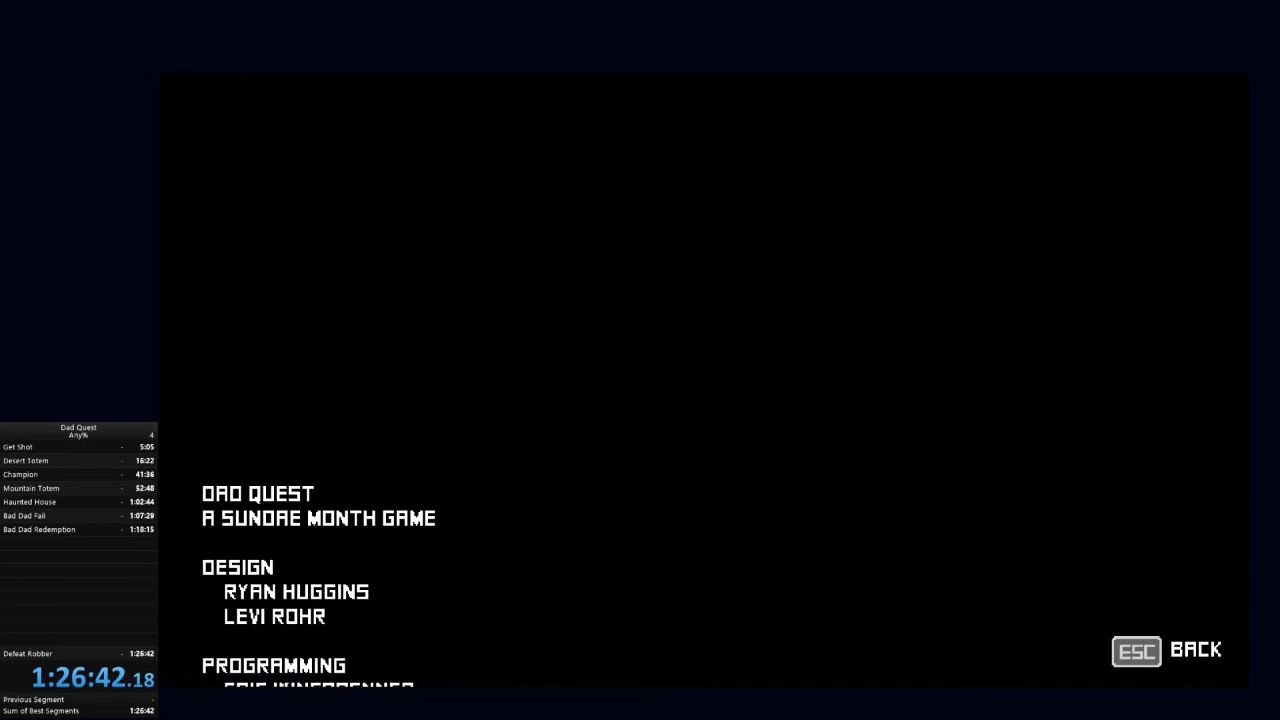 Dad Quest
Any%
4
Get Shot - 5:05
Desert Totem - 16:22
Champion - 41:36
Mountain Totem - 52:48
Haunted House - 1:02:44
Bad Dad Fail - 1:07:29
Bad Dad Redemption - 1:18:15
Defeat Robber - 1:26:42
1:26:42.18
Previous Segment -
Sum of Best Segments 1:26:42
DAD QUEST
A SUNDAE MONTH GAME
DESIGN
RYAN HUGGINS
LEVI ROHR
PROGRAMMING
ESC BACK